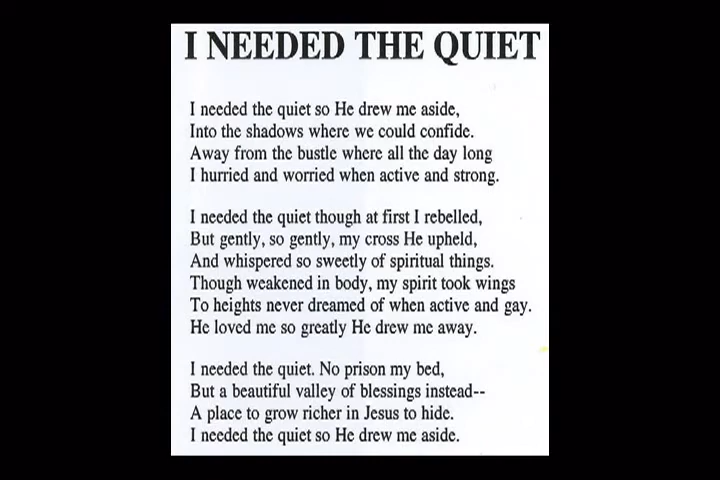 I NEEDED THE QUIET
I needed the quiet so He drew me aside,
Into the shadows where we could confide.
Away from the bustle where all the day long
I hurried and worried when active and strong.
I needed the quiet though at first I rebelled,
But gently, so gently, my cross He upheld,
And whispered so sweetly of spiritual things.
Though weakened in body, my spirit took wings
To heights never dreamed of when active and gay.
He loved me so greatly He drew me away.
I needed the quiet. No prison my bed,
But a beautiful valley of blessings instead--
A place to grow richer in Jesus to hide.
I needed the quiet so He drew me aside.